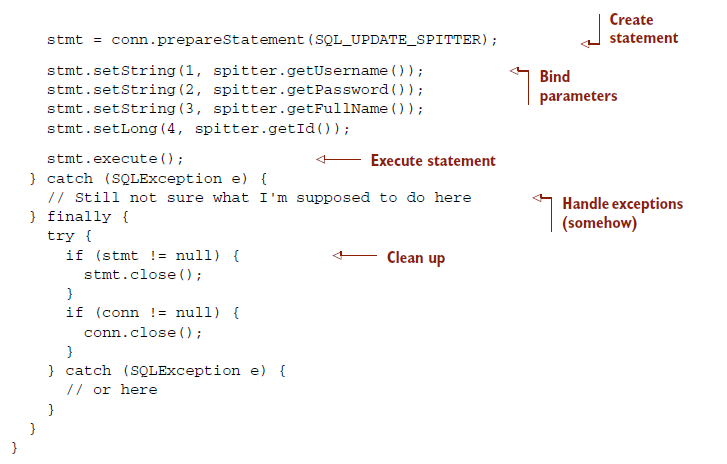 Create
stmt = conn.prepareStatement(SQL_UPDATE_SPITTER); statement
stmt.setString(1, spitter.getUsername()); Bind
stmt.setString(2, spitter.getPassword()); parameters
stmt.setString(3, spitter.getFullName());
stmt.setLong(4, spitter.getId());
stmt.execute(); Execute statement
} catch (SQLException e) {
// Still not sure what I'm supposed to do here Handle exceptions
} finally { (somehow)
try {
if (stmt != null) { Clean up
stmt.close();
}
if (conn != null) {
conn.close();
}
} catch (SQLException e) {
// or here
}
}
}